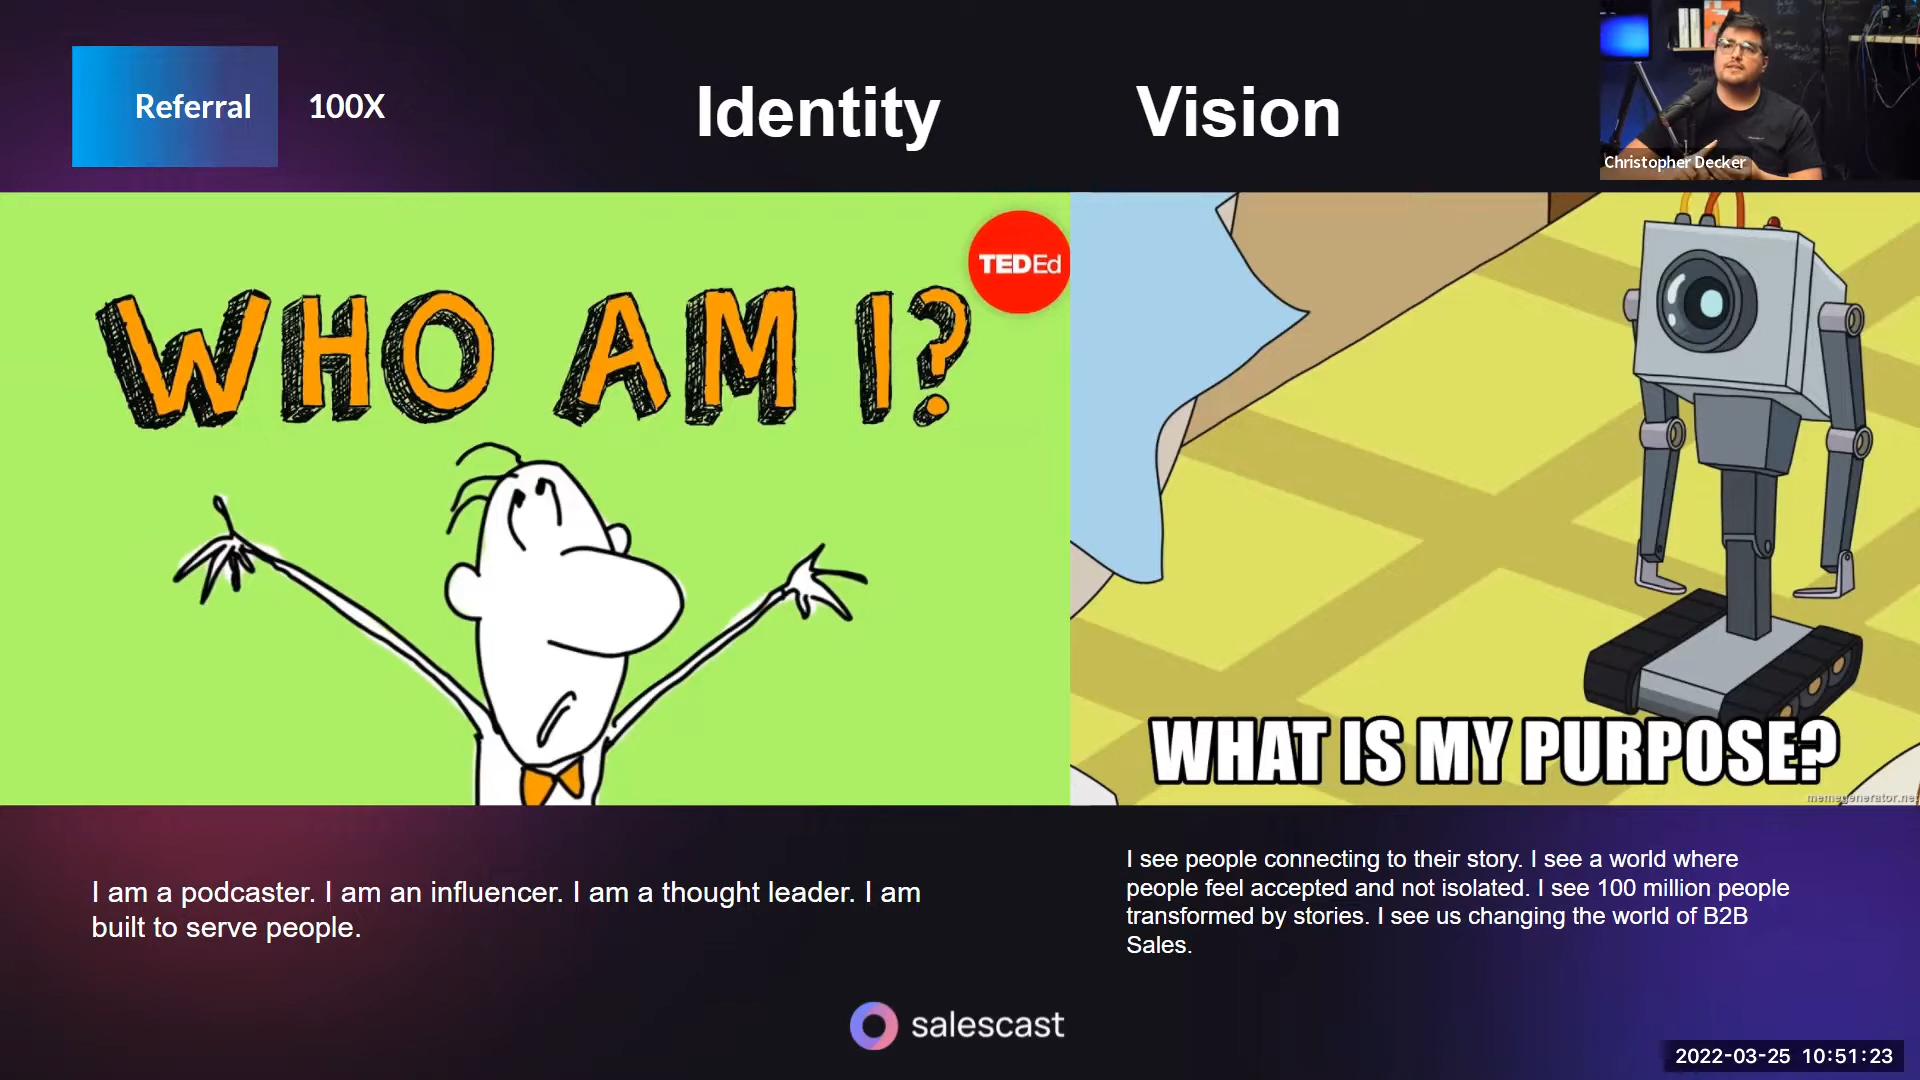 Referral 100X
Identity
Vision
Christopher Decker
TEDEd
WHO AM I?
WHAT IS MY PURPOSE?
memegenerator.net
I am a podcaster. I am an influencer. I am a thought leader. I am
built to serve people.
I see people connecting to their story. I see a world where
people feel accepted and not isolated. I see 100 million people
transformed by stories. I see us changing the world of B2B
Sales.
salescast
2022-03-25 10:51:23